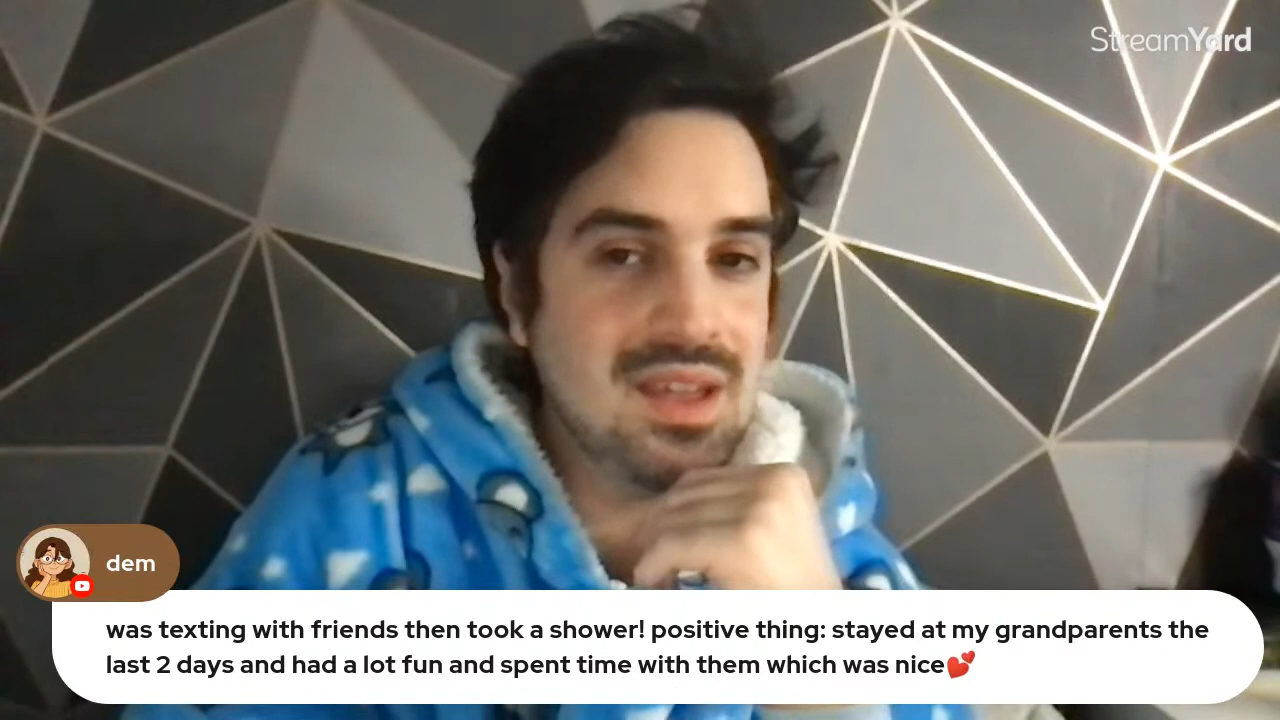 StreamYard
dem
was texting with friends then took a shower! positive thing: stayed at my grandparents the
last 2 days and had a lot fun and spent time with them which was nice💕